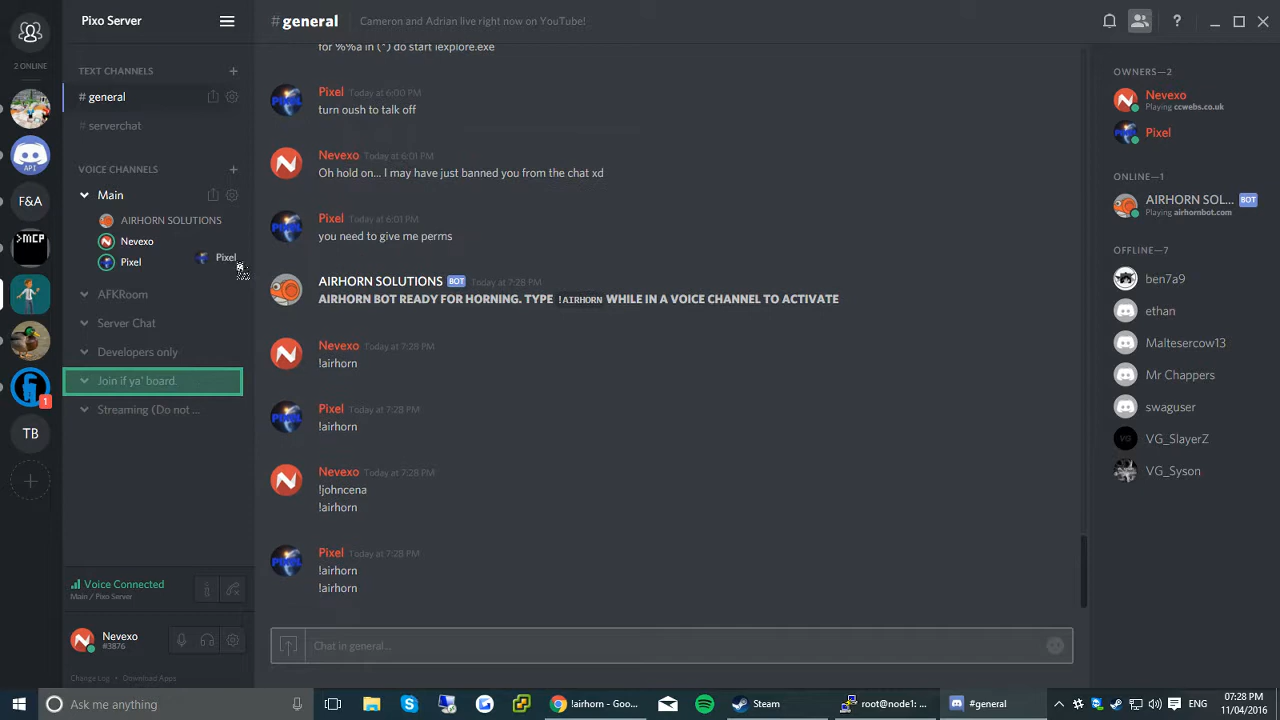 Pixo Server
#general
Cameron and Adrian live right now on YouTube!
2 ONLINE
TEXT CHANNELS
# general
# serverchat
VOICE CHANNELS
Main
AIRHORN SOLUTIONS
Nevexo
Pixel
Pixel
AFKRoom
Server Chat
Developers only
Join if ya' board.
Streaming (Do not ...
API
F&A
>MCP
1
TB
Voice Connected
Main / Pixo Server
Nevexo
#3876
Change Log • Download Apps
for %%a in (*) do start iexplore.exe
Pixel Today at 6:00 PM
turn oush to talk off
Nevexo Today at 6:01 PM
Oh hold on... I may have just banned you from the chat xd
Pixel Today at 6:01 PM
you need to give me perms
AIRHORN SOLUTIONS BOT Today at 7:28 PM
AIRHORN BOT READY FOR HORNING. TYPE !AIRHORN WHILE IN A VOICE CHANNEL TO ACTIVATE
Nevexo Today at 7:28 PM
!airhorn
Pixel Today at 7:28 PM
!airhorn
Nevexo Today at 7:28 PM
!johncena
!airhorn
Pixel Today at 7:28 PM
!airhorn
!airhorn
Chat in general...
OWNERS—2
Nevexo
Playing ccwebs.co.uk
Pixel
ONLINE—1
AIRHORN SOL... BOT
Playing airhornbot.com
OFFLINE—7
ben7a9
ethan
Maltesercow13
Mr Chappers
swaguser
VG_SlayerZ
VG_Syson
Ask me anything
!airhorn - Goo...
Steam
root@node1: ...
#general
ENG
07:28 PM
11/04/2016